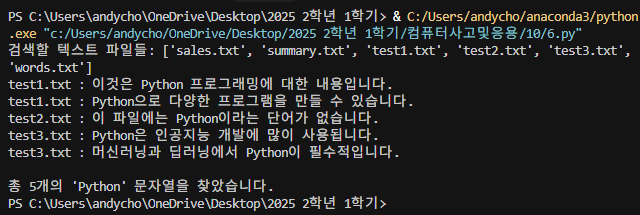 PS C:\Users\andycho\OneDrive\Desktop\2025 2학년 1학기> & C:/Users/andycho/anaconda3/python
.exe "c:/Users/andycho/OneDrive/Desktop/2025 2학년 1학기/컴퓨터사고및응용/10/6.py"
검색할 텍스트 파일들: ['sales.txt', 'summary.txt', 'test1.txt', 'test2.txt', 'test3.txt',
'words.txt']
test1.txt : 이것은 Python 프로그래밍에 대한 내용입니다.
test1.txt : Python으로 다양한 프로그램을 만들 수 있습니다.
test2.txt : 이 파일에는 Python이라는 단어가 없습니다.
test3.txt : Python은 인공지능 개발에 많이 사용됩니다.
test3.txt : 머신러닝과 딥러닝에서 Python이 필수적입니다.
총 5개의 'Python' 문자열을 찾았습니다.
PS C:\Users\andycho\OneDrive\Desktop\2025 2학년 1학기>